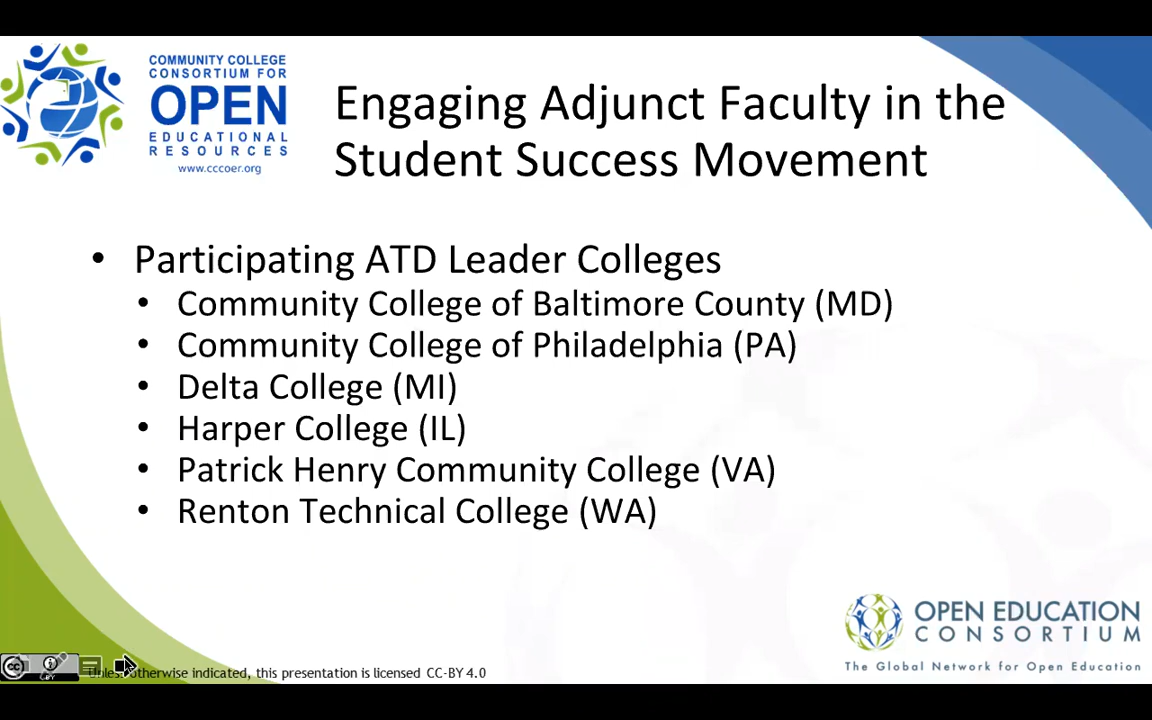 COMMUNITY COLLEGE
CONSORTIUM FOR
OPEN
EDUCATIONAL
RESOURCES
www.cccoer.org
Engaging Adjunct Faculty in the
Student Success Movement
• Participating ATD Leader Colleges
• Community College of Baltimore County (MD)
• Community College of Philadelphia (PA)
• Delta College (MI)
• Harper College (IL)
• Patrick Henry Community College (VA)
• Renton Technical College (WA)
OPEN EDUCATION
CONSORTIUM
The Global Network for Open Education
cc
BY
otherwise indicated, this presentation is licensed CC-BY 4.0